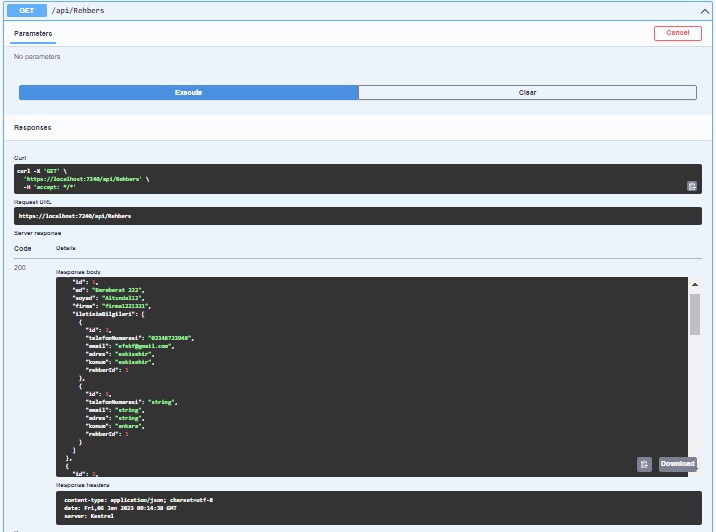 GET /api/Rehbers
Parameters
Cancel
No parameters
Execute
Clear
Responses
Curl
curl -X 'GET' \
'https://localhost:7240/api/Rehbers' \
-H 'accept: */*'
Request URL
https://localhost:7240/api/Rehbers
Server response
Code Details
200
Response body
"id": 1,
"ad": "Emrebarat 222",
"soyad": "Altındal12",
"firma": "firma1221321",
"iletisimBilgileri": [
{
"id": 2,
"telefonNumarasi": "02348723948",
"email": "efskf@gmail.com",
"adres": "eskisehir",
"konum": "eskisehir",
"rehberId": 1
},
{
"id": 5,
"telefonNumarasi": "string",
"email": "string",
"adres": "string",
"konum": "ankara",
"rehberId": 1
}
]
},
{
"id": 2,
Download
Response headers
content-type: application/json; charset=utf-8
date: Fri,06 Jan 2023 09:14:38 GMT
server: Kestrel